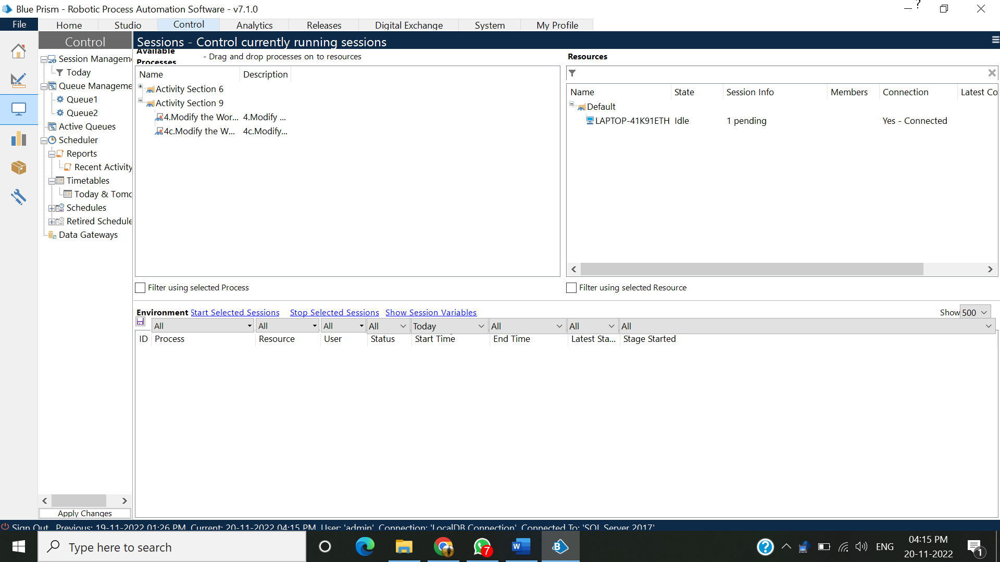 Blue Prism - Robotic Process Automation Software - v7.1.0
?
File Home Studio Control Analytics Releases Digital Exchange System My Profile
Control
Sessions - Control currently running sessions
Session Managem
Today
Queue Manageme
Queue1
Queue2
Active Queues
Scheduler
Reports
Recent Activity
Timetables
Today & Tomo
Schedules
Retired Schedule
Data Gateways
Apply Changes
Available Processes - Drag and drop processes on to resources
Name Description
Activity Section 6
Activity Section 9
4.Modify the Wor... 4.Modify ...
4c.Modify the W... 4c.Modify...
Filter using selected Process
Resources
Name State Session Info Members Connection Latest Co
Default
LAPTOP-41K91ETH Idle 1 pending Yes - Connected
Filter using selected Resource
Environment Start Selected Sessions Stop Selected Sessions Show Session Variables Show 500
All All All All Today All All All
ID Process Resource User Status Start Time End Time Latest Sta... Stage Started
Sign Out Previous: 19-11-2022 01:26 PM Current: 20-11-2022 04:15 PM User: 'admin' Connection: 'LocalDB Connection' Connected To: 'SQL Server 2017'
Type here to search
7
W
B
?
ENG
04:15 PM
20-11-2022
1